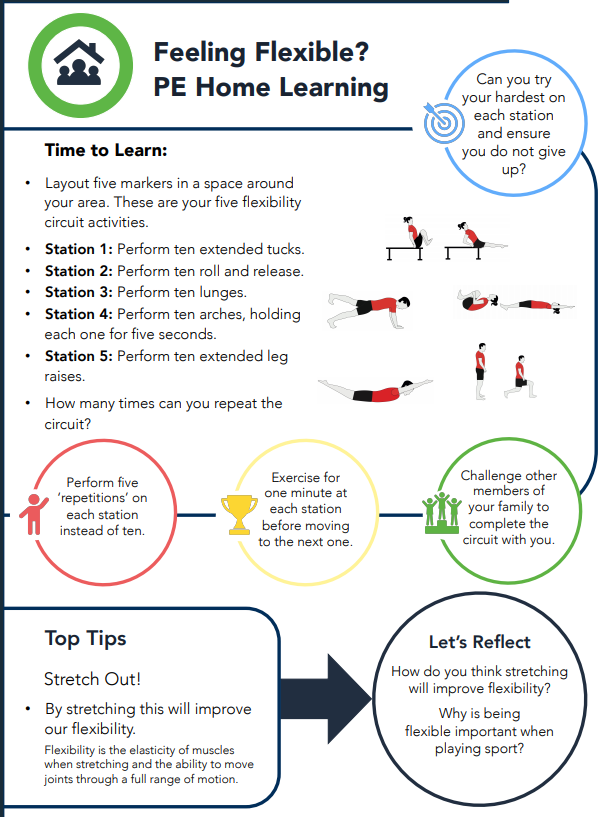 Feeling Flexible?
PE Home Learning
Can you try
your hardest on
each station
and ensure
you do not give
up?
Time to Learn:
• Layout five markers in a space around
your area. These are your five flexibility
circuit activities.
• Station 1: Perform ten extended tucks.
• Station 2: Perform ten roll and release.
• Station 3: Perform ten lunges.
• Station 4: Perform ten arches, holding
each one for five seconds.
• Station 5: Perform ten extended leg
raises.
• How many times can you repeat the
circuit?
Perform five
‘repetitions’ on
each station
instead of ten.
Exercise for
one minute at
each station
before moving
to the next one.
Challenge other
members of
your family to
complete the
circuit with you.
Top Tips
Stretch Out!
• By stretching this will improve
our flexibility.
Flexibility is the elasticity of muscles
when stretching and the ability to move
joints through a full range of motion.
Let’s Reflect
How do you think stretching
will improve flexibility?
Why is being
flexible important when
playing sport?